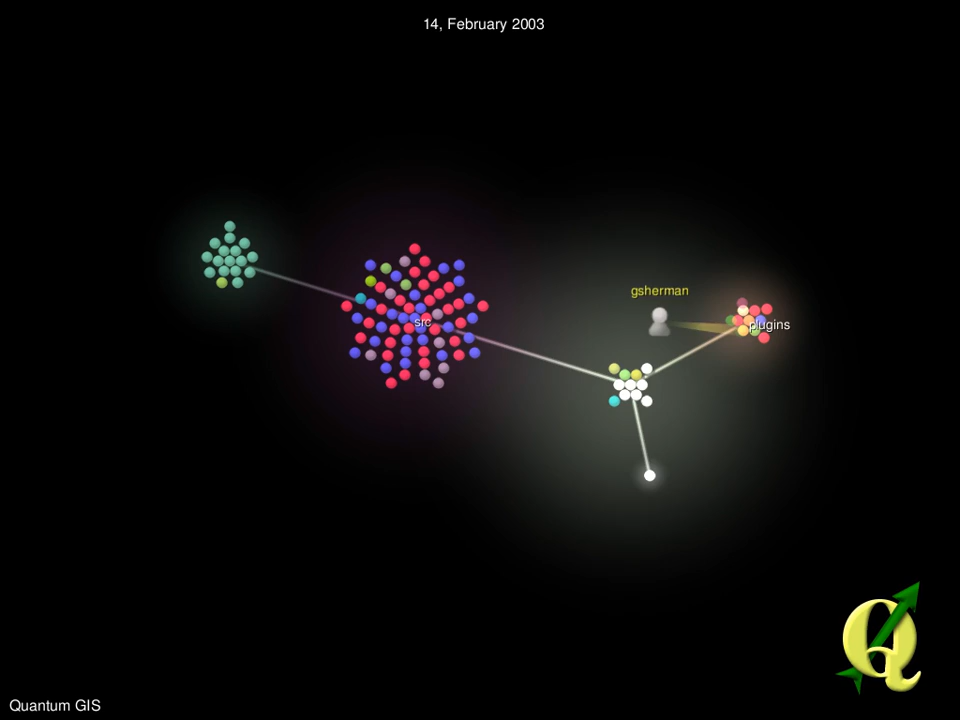 14, February 2003
gsherman
src
plugins
Quantum GIS